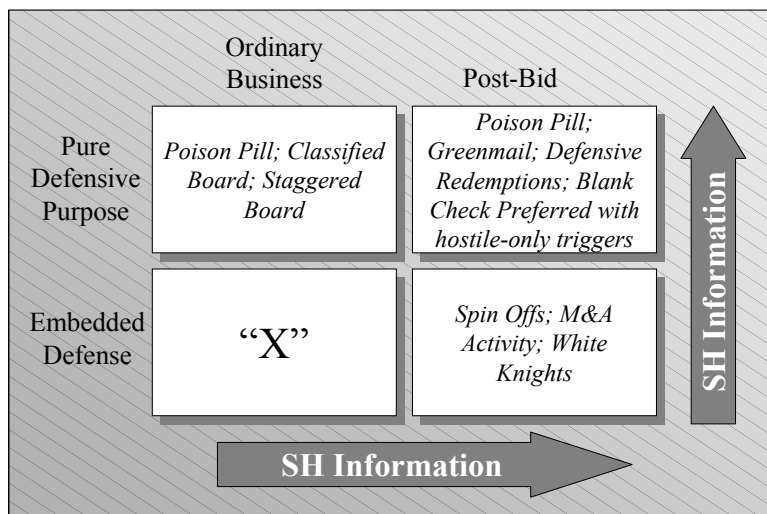 Ordinary
Business
Post-Bid
Pure
Defensive
Purpose
Poison Pill; Classified
Board; Staggered
Board
Poison Pill;
Greenmail; Defensive
Redemptions; Blank
Check Preferred with
hostile-only triggers
Embedded
Defense
“X”
Spin Offs; M&A
Activity; White
Knights
SH Information
SH Information